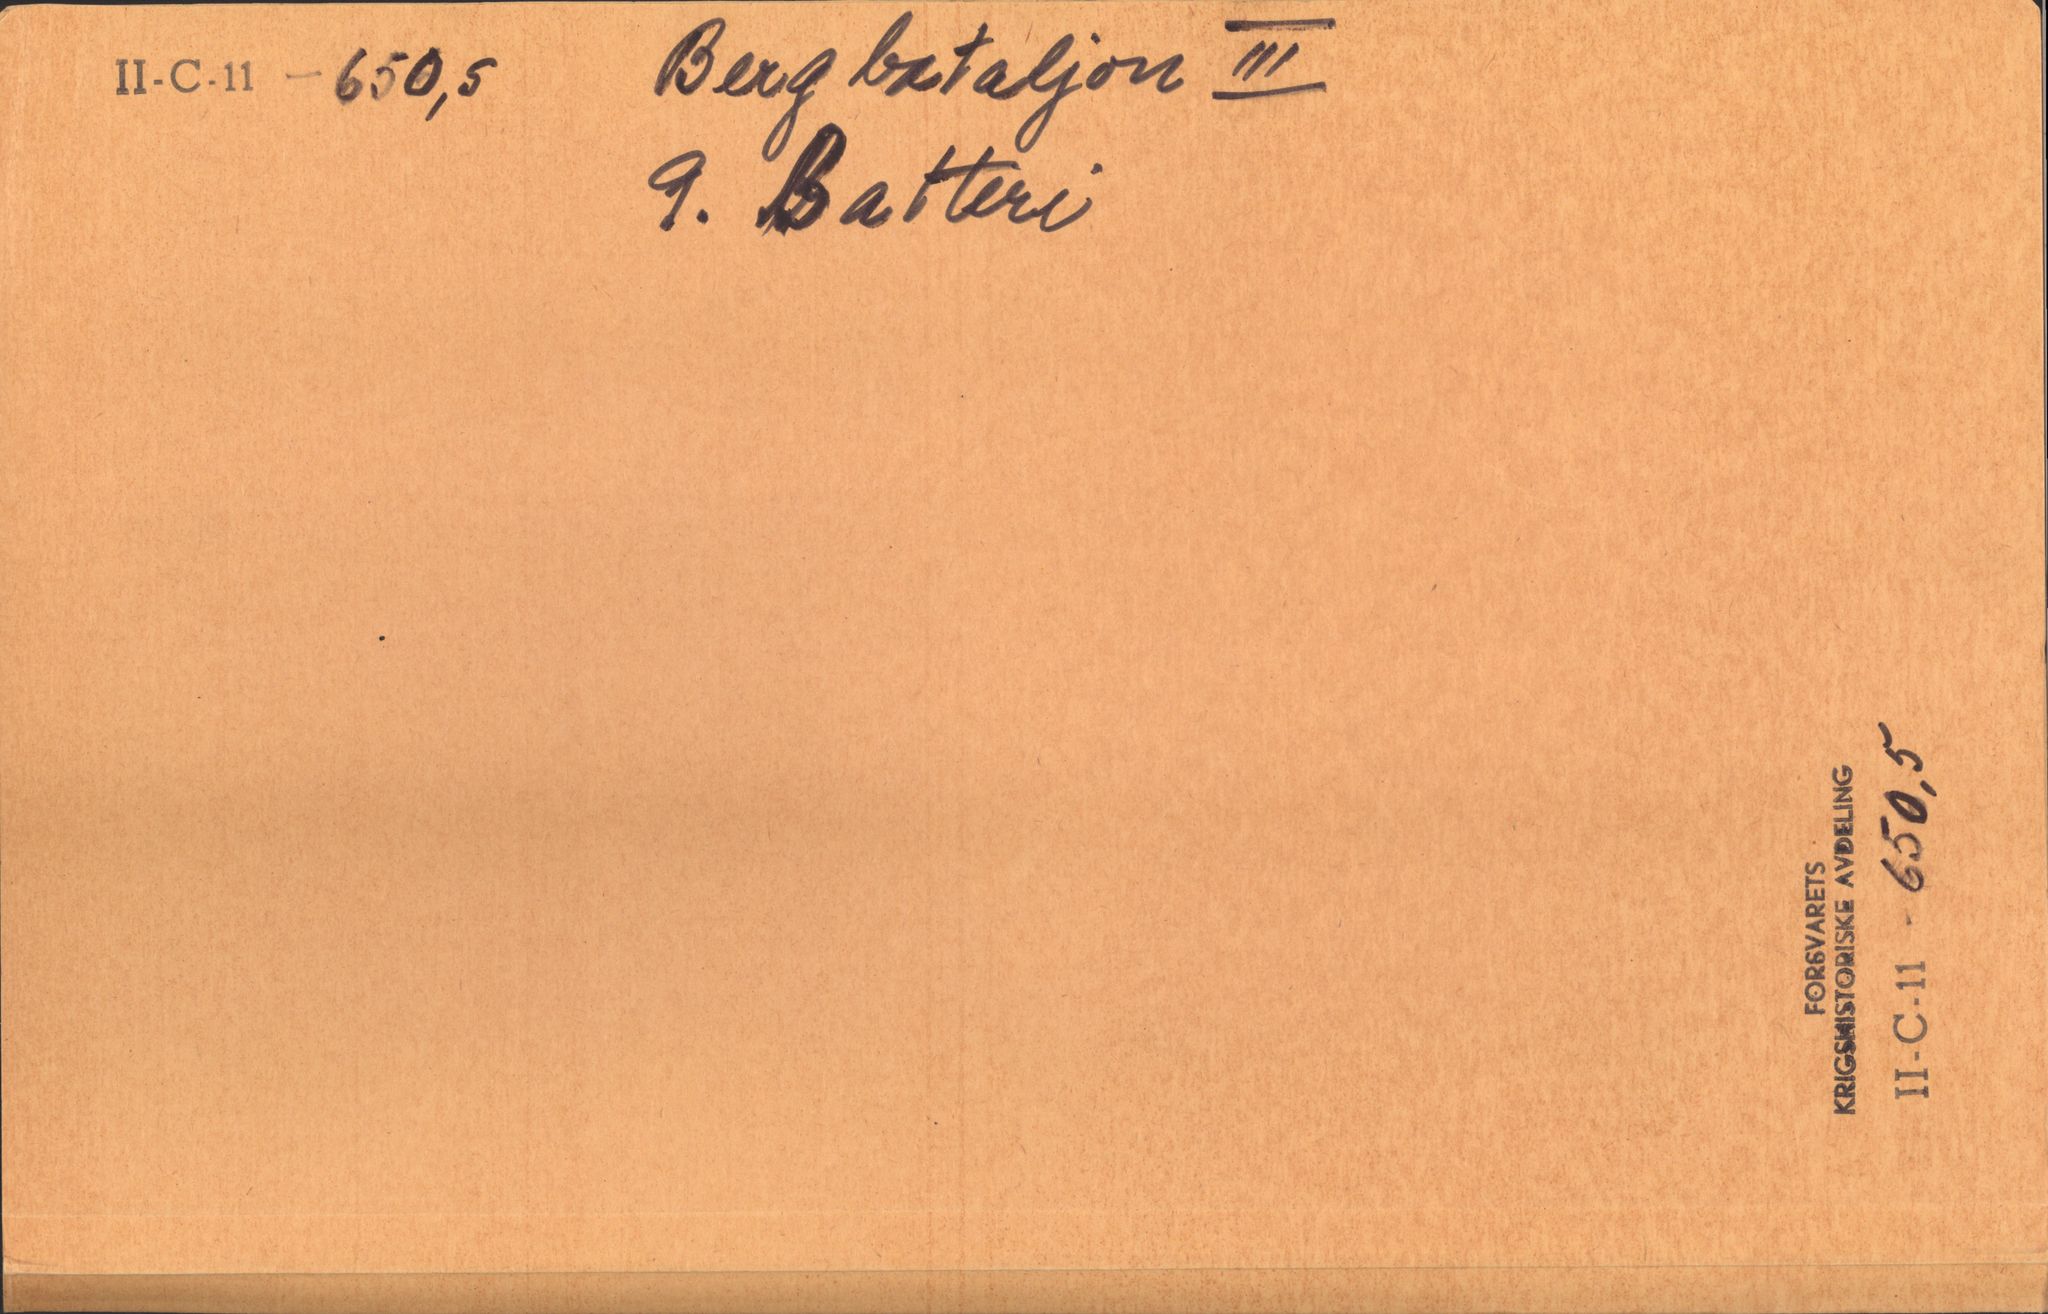 II-C-11 - 650,5
Bergbataljon III
9. Batteri
FORSVARETS
KRIGSHISTORISKE AVDELING
II-C-11 - 650,5